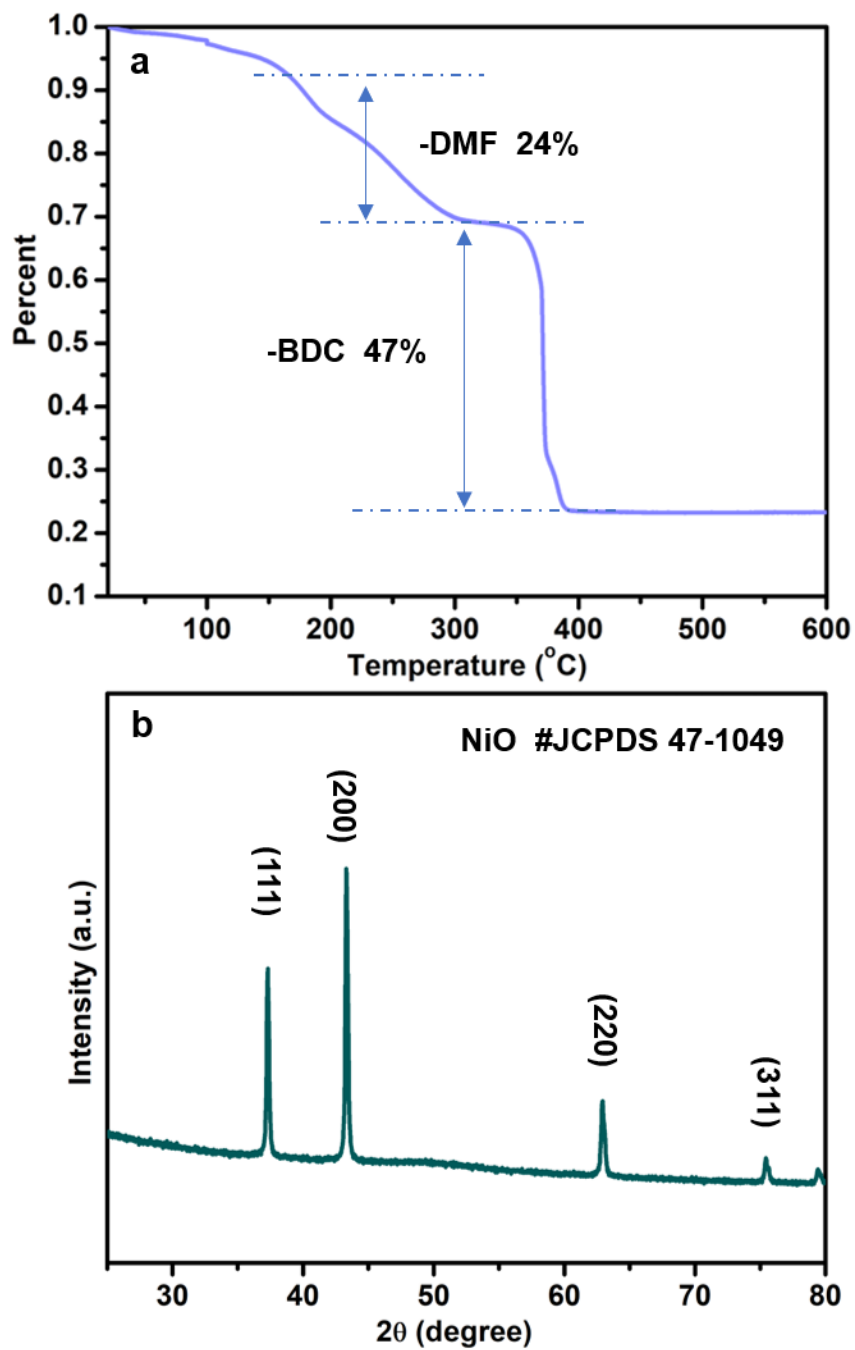 a
1.0
0.9
0.8
0.7
0.6
0.5
0.4
0.3
0.2
0.1
Percent
-DMF 24%
-BDC 47%
100 200 300 400 500 600
Temperature (°C)
b
NiO #JCPDS 47-1049
(111)
(200)
(220)
(311)
Intensity (a.u.)
30 40 50 60 70 80
2θ (degree)